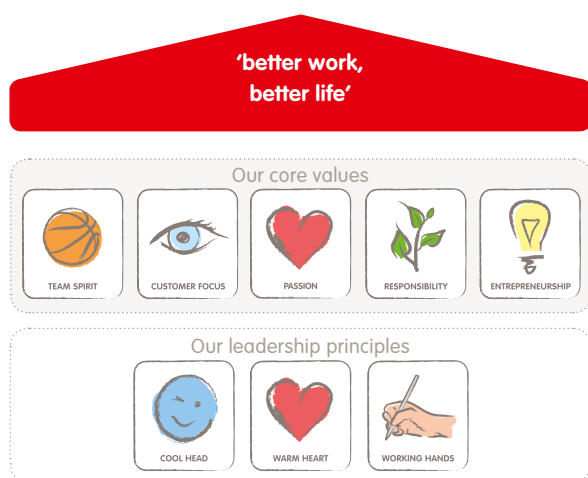 ‘better work,
better life’
Our core values
TEAM SPIRIT
CUSTOMER FOCUS
PASSION
RESPONSIBILITY
ENTREPRENEURSHIP
Our leadership principles
COOL HEAD
WARM HEART
WORKING HANDS